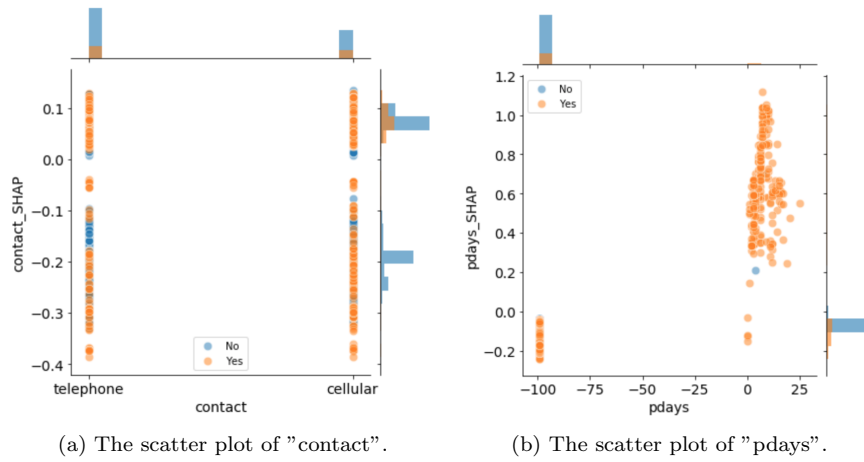 contact_SHAP
0.1
0.0
−0.1
−0.2
−0.3
−0.4
No
Yes
telephone
cellular
contact
pdays_SHAP
1.2
1.0
0.8
0.6
0.4
0.2
0.0
−0.2
No
Yes
−100
−75
−50
−25
0
25
pdays
(a) The scatter plot of ”contact”.
(b) The scatter plot of ”pdays”.